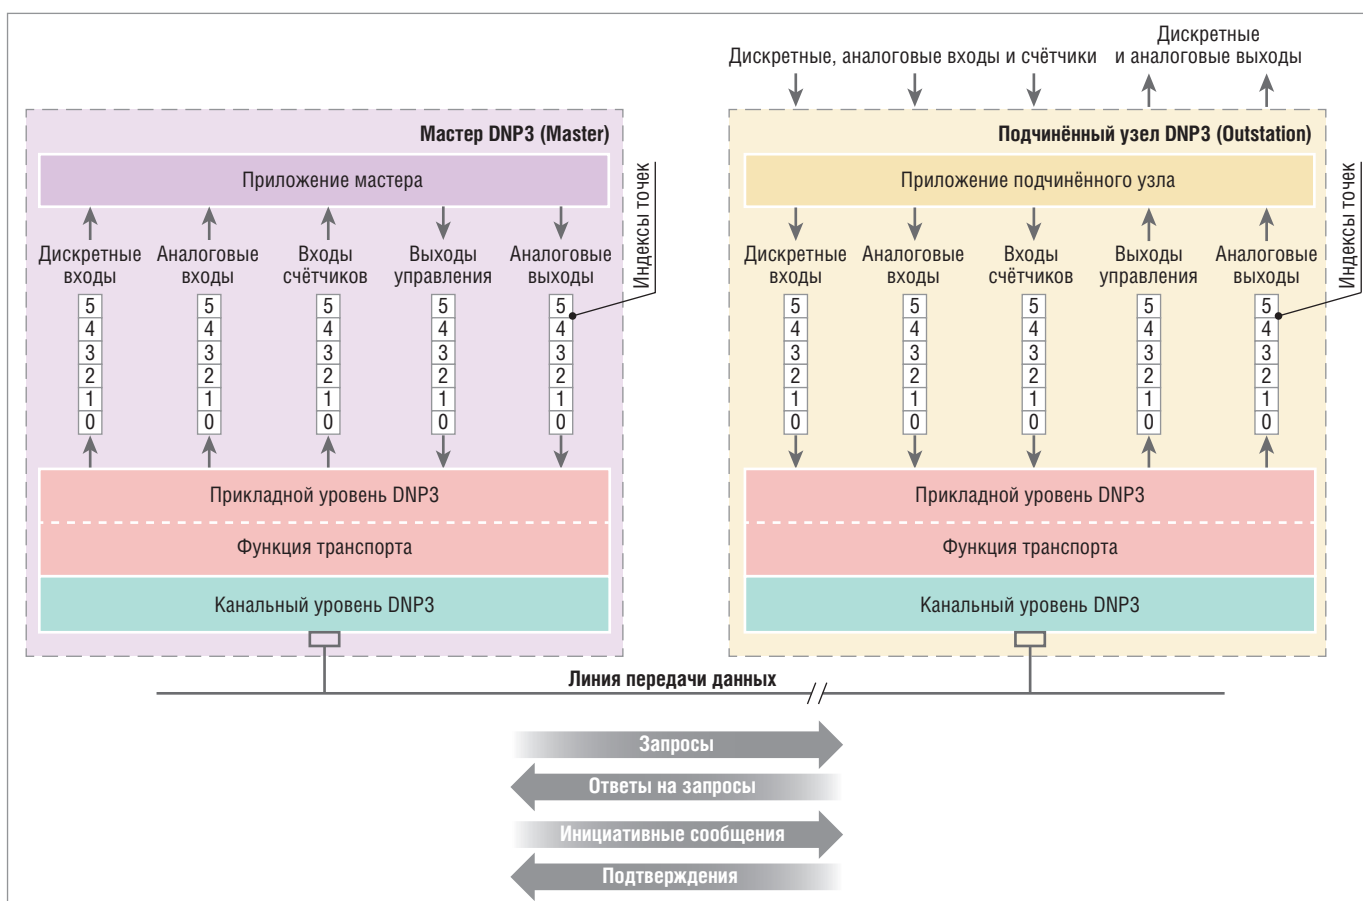 Дискретные, аналоговые входы и счётчики
Дискретные
и аналоговые выходы
Мастер DNP3 (Master)
Приложение мастера
Дискретные
входы
Аналоговые
входы
Входы
счётчиков
Выходы
управления
Аналоговые
выходы
Индексы точек
5 5 5 5 5
4 4 4 4 4
3 3 3 3 3
2 2 2 2 2
1 1 1 1 1
0 0 0 0 0
Прикладной уровень DNP3
Функция транспорта
Канальный уровень DNP3
Подчинённый узел DNP3 (Outstation)
Приложение подчинённого узла
Дискретные
входы
Аналоговые
входы
Входы
счётчиков
Выходы
управления
Аналоговые
выходы
Индексы точек
5 5 5 5 5
4 4 4 4 4
3 3 3 3 3
2 2 2 2 2
1 1 1 1 1
0 0 0 0 0
Прикладной уровень DNP3
Функция транспорта
Канальный уровень DNP3
Линия передачи данных
Запросы
Ответы на запросы
Инициативные сообщения
Подтверждения